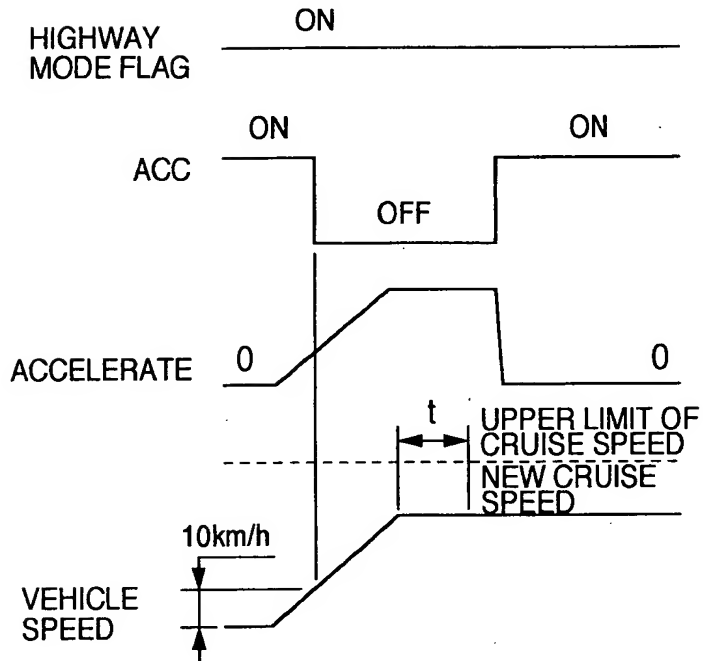 ON
HIGHWAY
MODE FLAG
ON
ON
ACC
OFF
ACCELERATE
0
0
t
UPPER LIMIT OF
CRUISE SPEED
NEW CRUISE
SPEED
10km/h
VEHICLE
SPEED